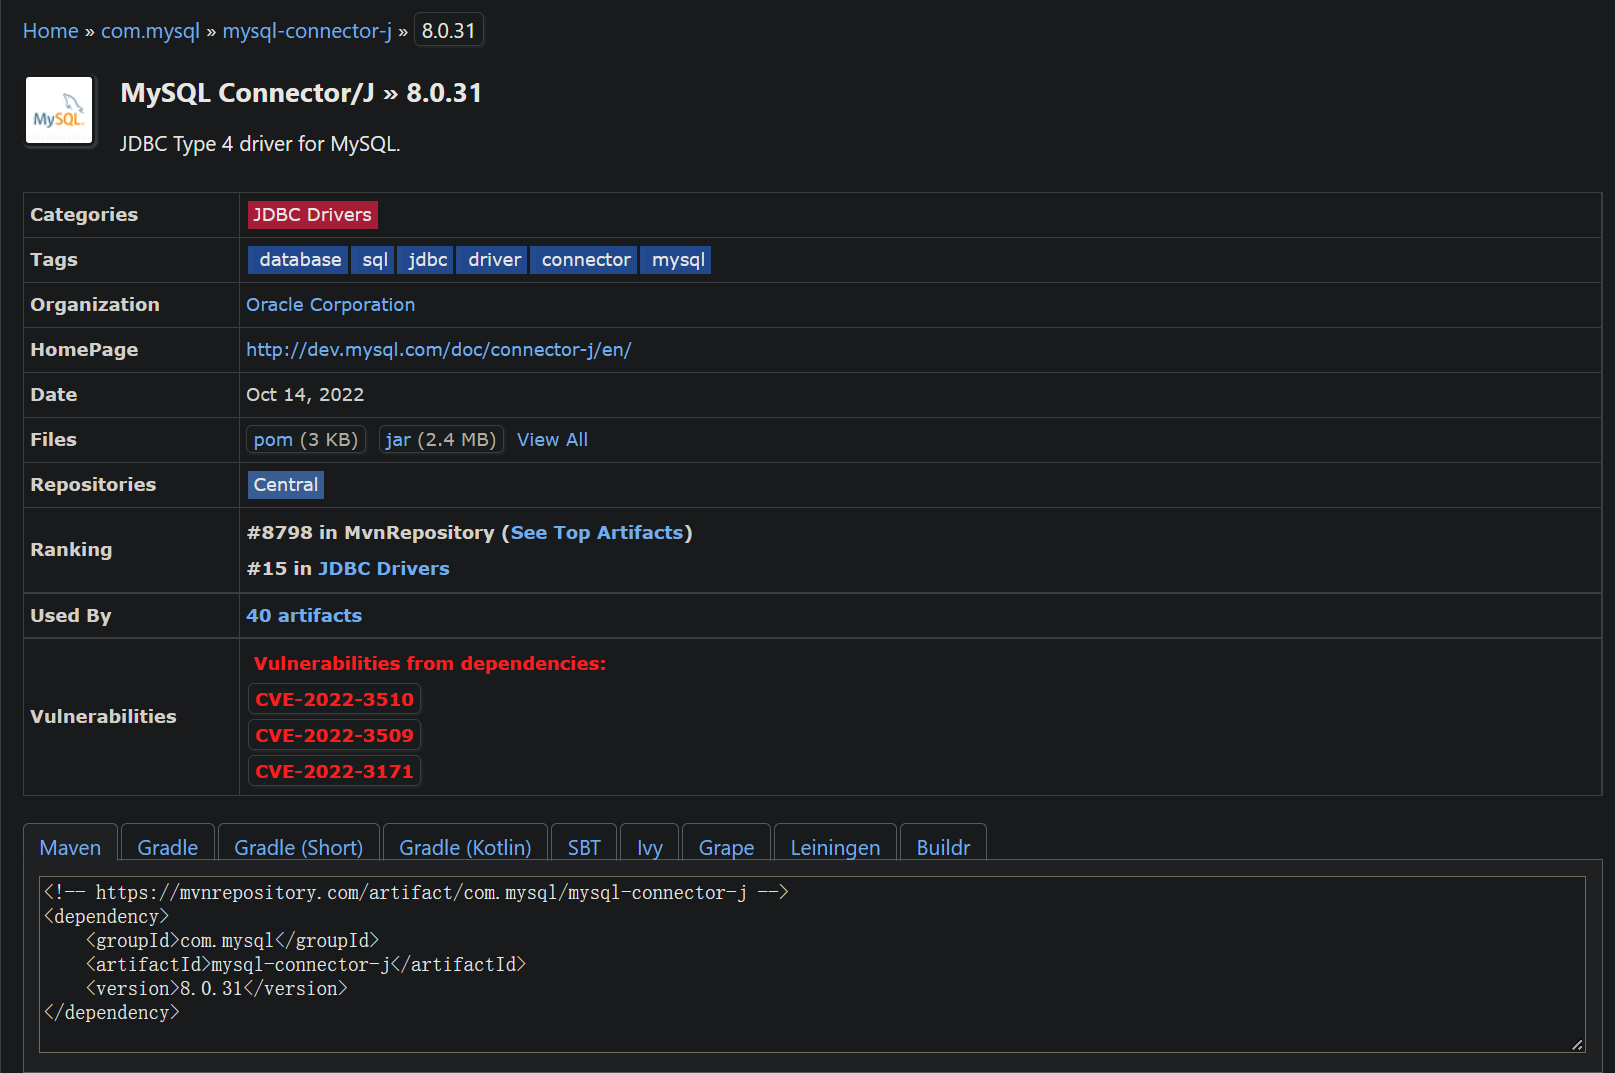 Home » com.mysql » mysql-connector-j » 8.0.31
MySQL
MySQL Connector/J » 8.0.31
JDBC Type 4 driver for MySQL.
Categories JDBC Drivers
Tags database sql jdbc driver connector mysql
Organization Oracle Corporation
HomePage http://dev.mysql.com/doc/connector-j/en/
Date Oct 14, 2022
Files pom (3 KB) jar (2.4 MB) View All
Repositories Central
Ranking
#8798 in MvnRepository (See Top Artifacts)
#15 in JDBC Drivers
Used By 40 artifacts
Vulnerabilities
Vulnerabilities from dependencies:
CVE-2022-3510
CVE-2022-3509
CVE-2022-3171
Maven Gradle Gradle (Short) Gradle (Kotlin) SBT Ivy Grape Leiningen Buildr
<!-- https://mvnrepository.com/artifact/com.mysql/mysql-connector-j -->
<dependency>
    <groupId>com.mysql</groupId>
    <artifactId>mysql-connector-j</artifactId>
    <version>8.0.31</version>
</dependency>